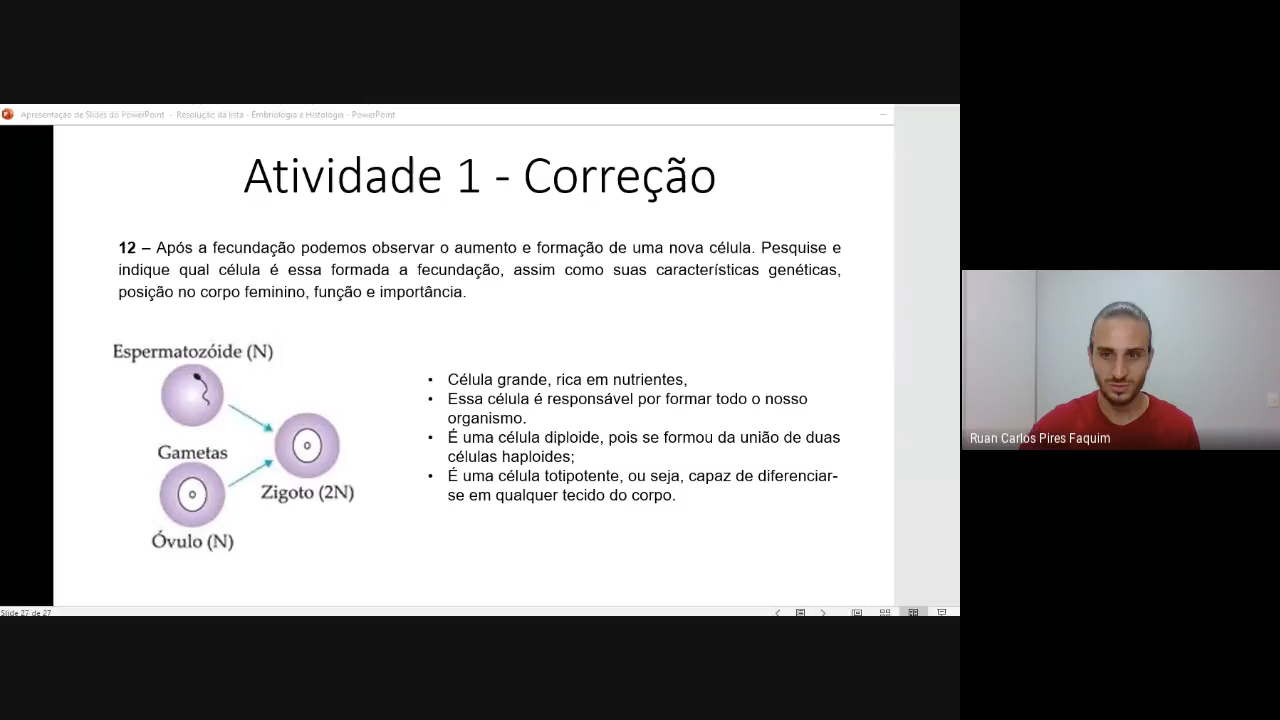 Apresentação de Slides do PowerPoint - Resolução da lista - Embriologia e Histologia - PowerPoint
Atividade 1 - Correção
12 – Após a fecundação podemos observar o aumento e formação de uma nova célula. Pesquise e
indique qual célula é essa formada a fecundação, assim como suas características genéticas,
posição no corpo feminino, função e importância.
Espermatozóide (N)
Gametas
Zigoto (2N)
Óvulo (N)
• Célula grande, rica em nutrientes,
• Essa célula é responsável por formar todo o nosso
organismo.
• É uma célula diploide, pois se formou da união de duas
células haploides;
• É uma célula totipotente, ou seja, capaz de diferenciar-
se em qualquer tecido do corpo.
Ruan Carlos Pires Faquim
Slide 27 de 27